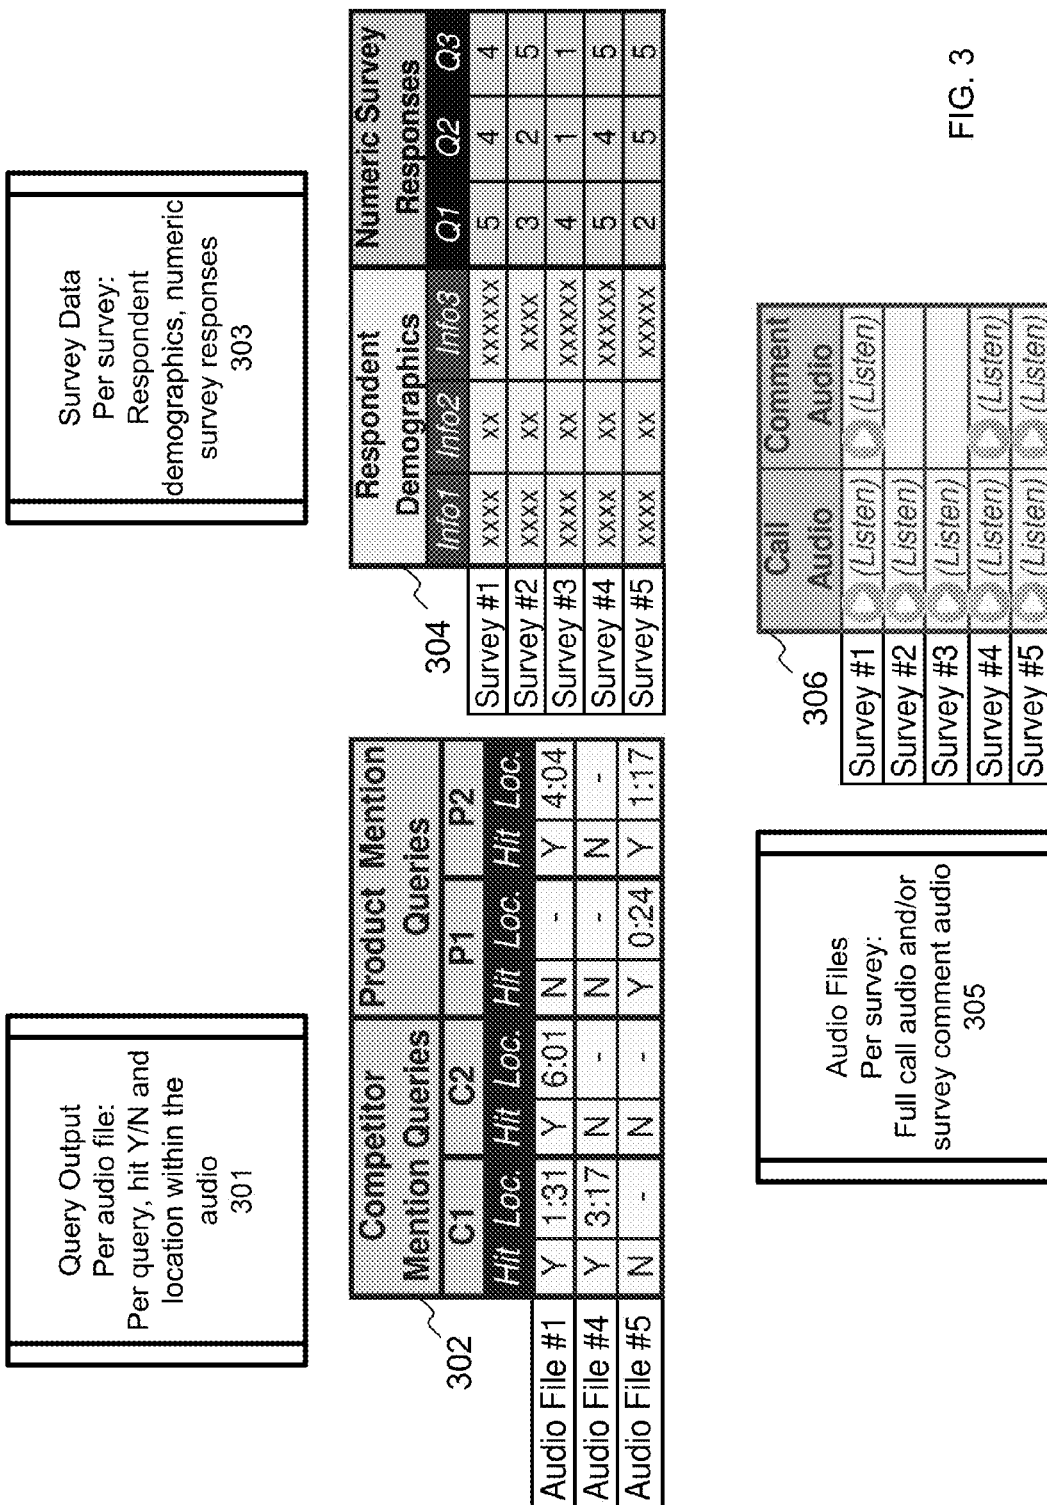 Query Output
Per audio file:
Per query, hit Y/N and
location within the
audio
301
Survey Data
Per survey:
Respondent
demographics, numeric
survey responses
303
302
Competitor
Mention Queries
Product Mention
Queries
C1 C2 P1 P2
Hit Loc. Hit Loc. Hit Loc. Hit Loc.
Audio File #1 Y 1:31 Y 6:01 N - Y 4:04
Audio File #4 Y 3:17 N - N - N -
Audio File #5 N - N - Y 0:24 Y 1:17
304
Respondent
Demographics
Numeric Survey
Responses
Info1 Info2 Info3 Q1 Q2 Q3
Survey #1 xxxx xx xxxxxx 5 4 4
Survey #2 xxxx xx xxxx 3 2 5
Survey #3 xxxx xx xxxxxx 4 1 1
Survey #4 xxxx xx xxxxxx 5 4 5
Survey #5 xxxx xx xxxxx 2 5 5
Audio Files
Per survey:
Full call audio and/or
survey comment audio
305
306
Call
Audio
Comment
Audio
Survey #1 (Listen) (Listen)
Survey #2 (Listen)
Survey #3 (Listen)
Survey #4 (Listen) (Listen)
Survey #5 (Listen) (Listen)
FIG. 3